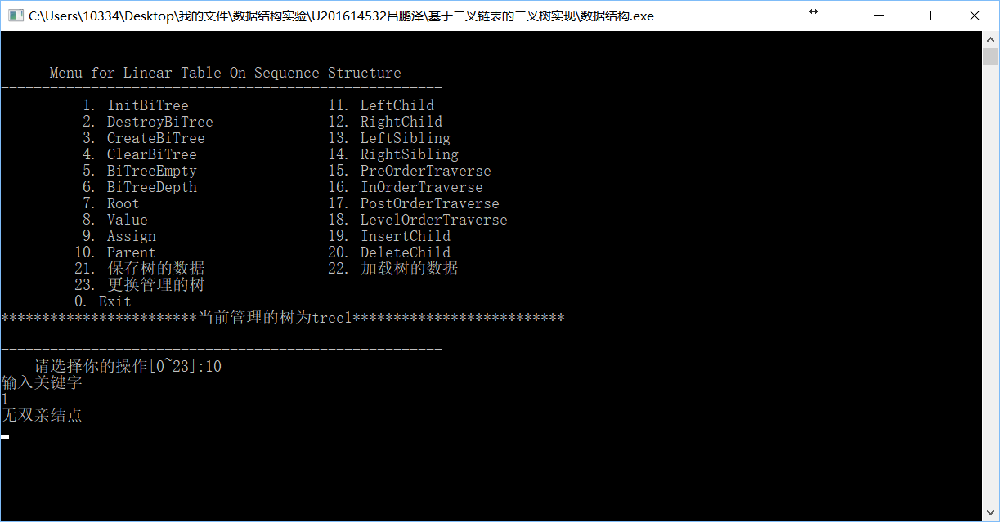 C:\Users\10334\Desktop\我的文件\数据结构实验\U201614532吕鹏泽\基于二叉链表的二叉树实现\数据结构.exe
Menu for Linear Table On Sequence Structure
------------------------------------------------------
1. InitBiTree 11. LeftChild
2. DestroyBiTree 12. RightChild
3. CreateBiTree 13. LeftSibling
4. ClearBiTree 14. RightSibling
5. BiTreeEmpty 15. PreOrderTraverse
6. BiTreeDepth 16. InOrderTraverse
7. Root 17. PostOrderTraverse
8. Value 18. LevelOrderTraverse
9. Assign 19. InsertChild
10. Parent 20. DeleteChild
21. 保存树的数据 22. 加载树的数据
23. 更换管理的树
0. Exit
************************当前管理的树为tree1**************************
------------------------------------------------------
请选择你的操作[0~23]:10
输入关键字
1
无双亲结点